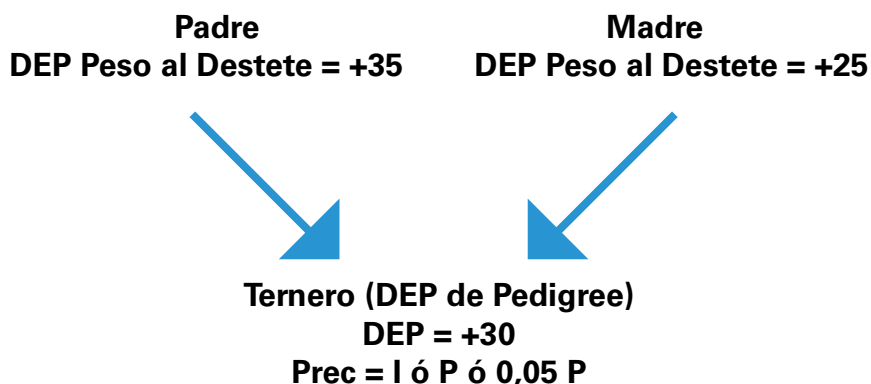 Padre
DEP Peso al Destete = +35
Madre
DEP Peso al Destete = +25
Ternero (DEP de Pedigree)
DEP = +30
Prec = I ó P ó 0,05 P